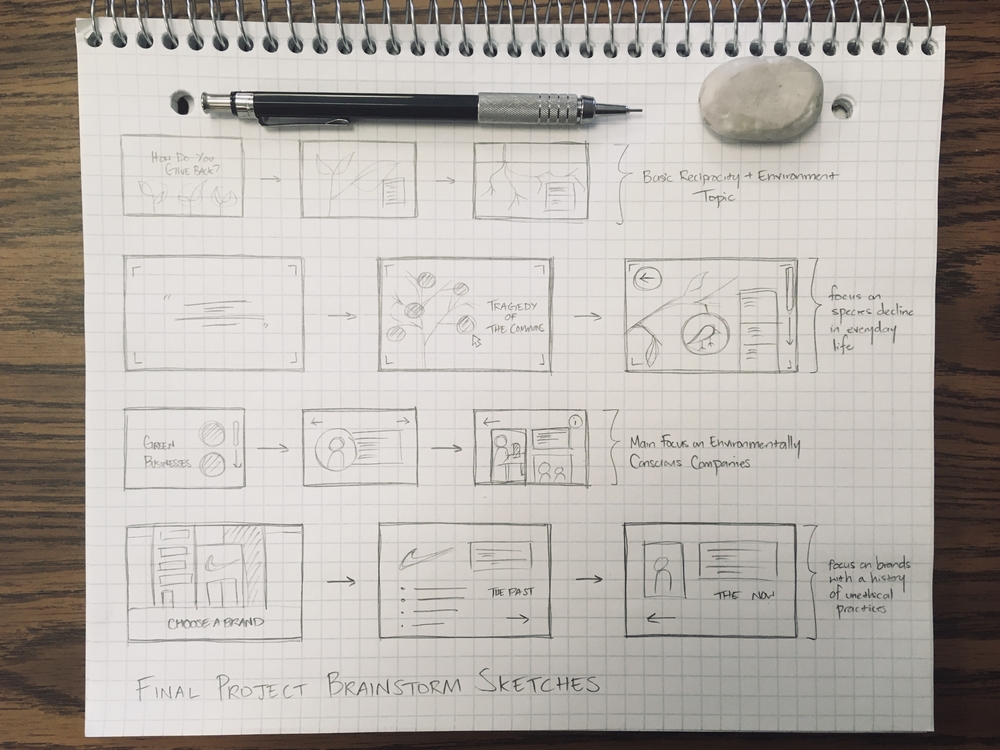 How Do You
Give Back?
Basic Reciprocity + Environment
Topic
TRAGEDY
OF
THE COMMONS
focus on
species decline
in everyday
life
GREEN
BUSINESSES
Main Focus on Environmentally
Conscious Companies
CHOOSE A BRAND
THE PAST
THE NOW
focus on brands
with a history
of unethical
practices
FINAL PROJECT BRAINSTORM SKETCHES